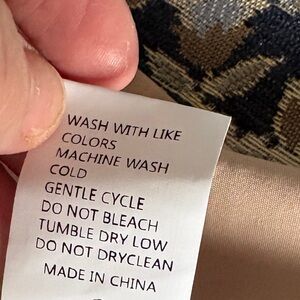 WASH WITH LIKE
COLORS
MACHINE WASH
COLD
GENTLE CYCLE
DO NOT BLEACH
TUMBLE DRY LOW
DO NOT DRYCLEAN
MADE IN CHINA